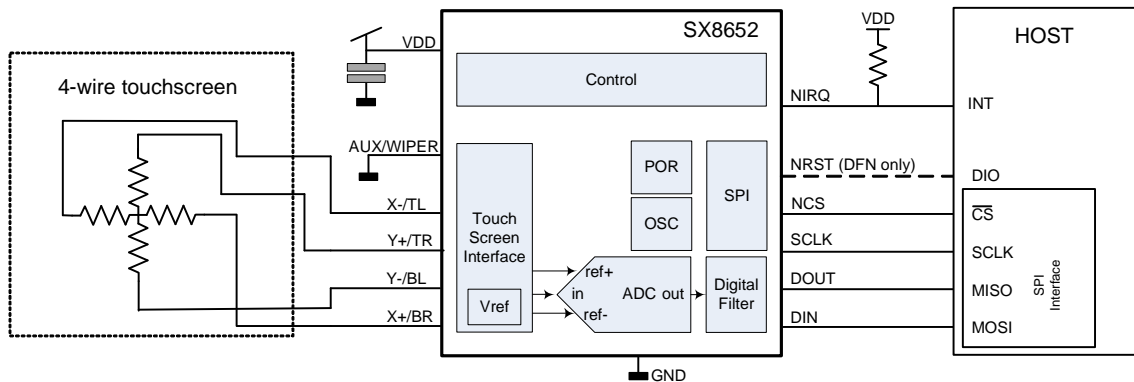 VDD
SX8652
VDD
HOST
4-wire touchscreen
Control
NIRQ
INT
AUX/WIPER
POR
SPI
NRST (DFN only)
DIO
X-/TL
Touch
Screen
Interface
OSC
NCS
CS
Y+/TR
SCLK
SCLK
ref+
in
ref-
ADC out
Digital
Filter
Y-/BL
Vref
DOUT
MISO
SPI
Interface
X+/BR
DIN
MOSI
GND